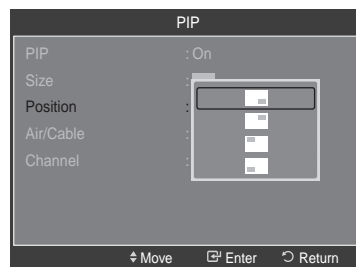 PIP
PIP : On
Size :
Position :
Air/Cable :
Channel :
Move Enter Return